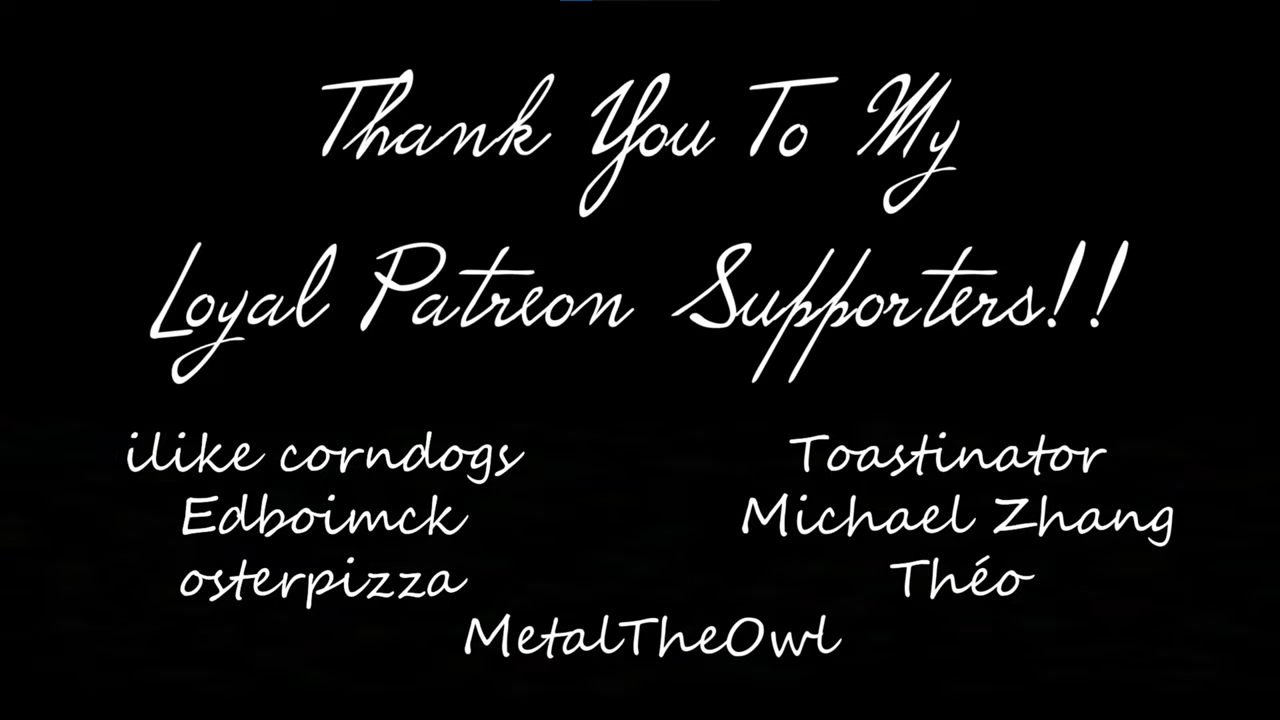 Thank You To My
Loyal Patreon Supporters!!
ilike corndogs
Toastinator
Edboimck
Michael Zhang
osterpizza
Théo
MetalTheOwl